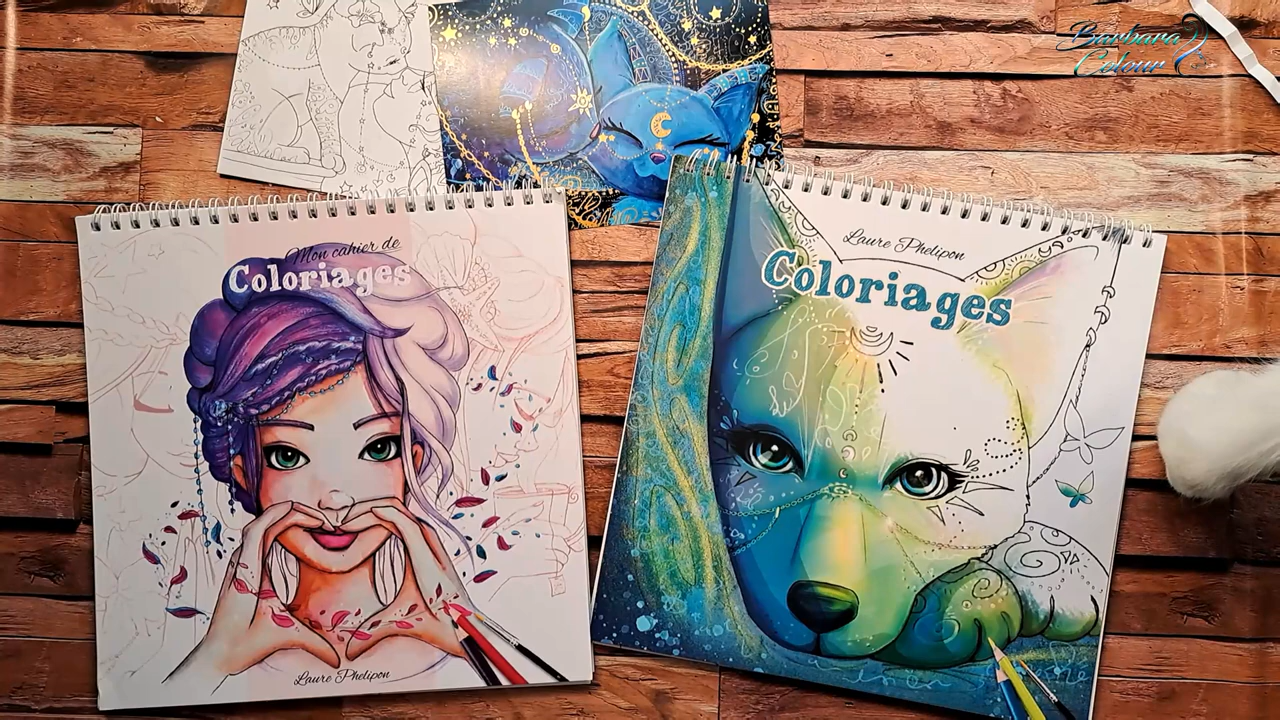 Barbara
Colour
Mon cahier de
Coloriages
Laure Phelipon
Laure Phelipon
Coloriages